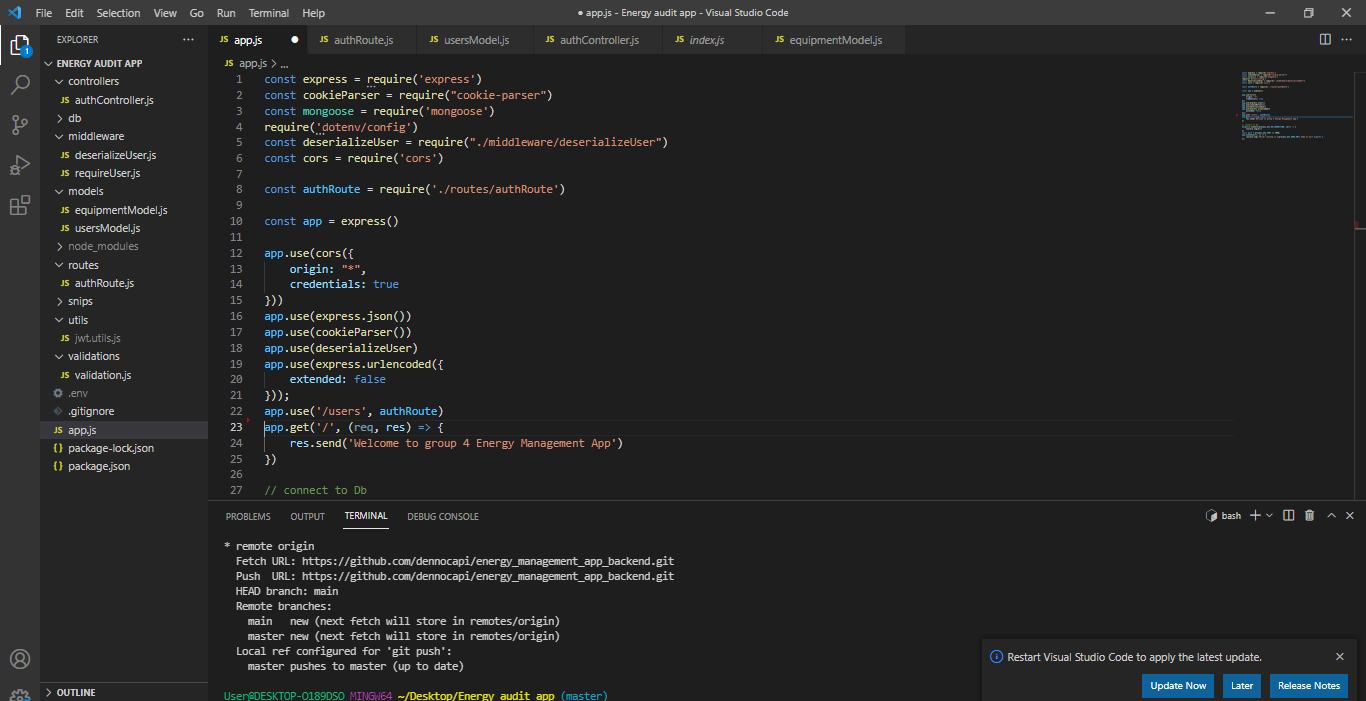 File Edit Selection View Go Run Terminal Help
● app.js - Energy audit app - Visual Studio Code
EXPLORER
ENERGY AUDIT APP
controllers
JS authController.js
db
middleware
JS deserializeUser.js
JS requireUser.js
models
JS equipmentModel.js
JS usersModel.js
node_modules
routes
JS authRoute.js
snips
utils
JS jwt.utils.js
validations
JS validation.js
.env
.gitignore
JS app.js
{} package-lock.json
{} package.json
OUTLINE
1
JS app.js ● JS authRoute.js JS usersModel.js JS authController.js JS index.js JS equipmentModel.js
JS app.js > ...
1 const express = require('express')
2 const cookieParser = require("cookie-parser")
3 const mongoose = require('mongoose')
4 require('dotenv/config')
5 const deserializeUser = require("./middleware/deserializeUser")
6 const cors = require('cors')
7
8 const authRoute = require('./routes/authRoute')
9
10 const app = express()
11
12 app.use(cors({
13 origin: "*",
14 credentials: true
15 }))
16 app.use(express.json())
17 app.use(cookieParser())
18 app.use(deserializeUser)
19 app.use(express.urlencoded({
20 extended: false
21 }));
22 app.use('/users', authRoute)
23 app.get('/', (req, res) => {
24 res.send('Welcome to group 4 Energy Management App')
25 })
26
27 // connect to Db
PROBLEMS OUTPUT TERMINAL DEBUG CONSOLE
bash
* remote origin
Fetch URL: https://github.com/dennocapi/energy_management_app_backend.git
Push URL: https://github.com/dennocapi/energy_management_app_backend.git
HEAD branch: main
Remote branches:
main new (next fetch will store in remotes/origin)
master new (next fetch will store in remotes/origin)
Local ref configured for 'git push':
master pushes to master (up to date)
User@DESKTOP-O189DSO MINGW64 ~/Desktop/Energy audit app (master)
Restart Visual Studio Code to apply the latest update.
Update Now Later Release Notes